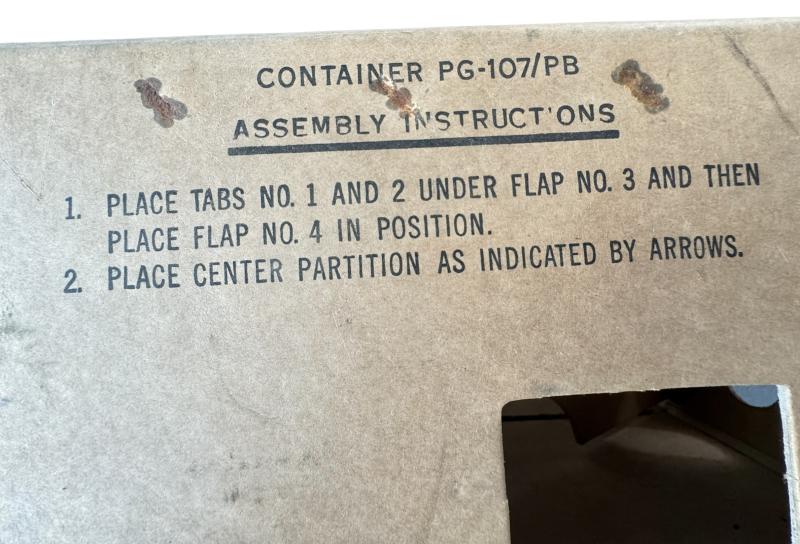 CONTAINER PG-107/PB
ASSEMBLY INSTRUCT'ONS
1. PLACE TABS NO. 1 AND 2 UNDER FLAP NO. 3 AND THEN
PLACE FLAP NO. 4 IN POSITION.
2. PLACE CENTER PARTITION AS INDICATED BY ARROWS.